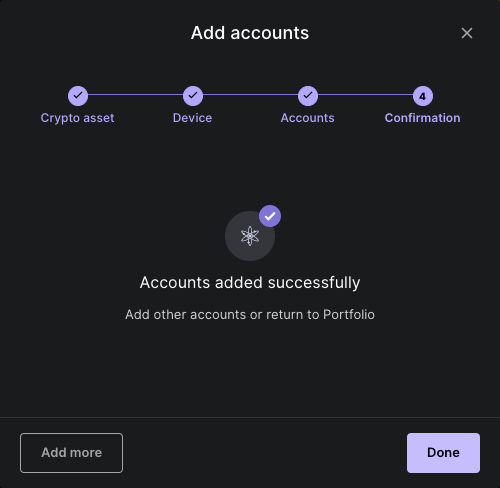 Add accounts
Crypto asset
Device
Accounts
4
Confirmation
Accounts added successfully
Add other accounts or return to Portfolio
Add more
Done